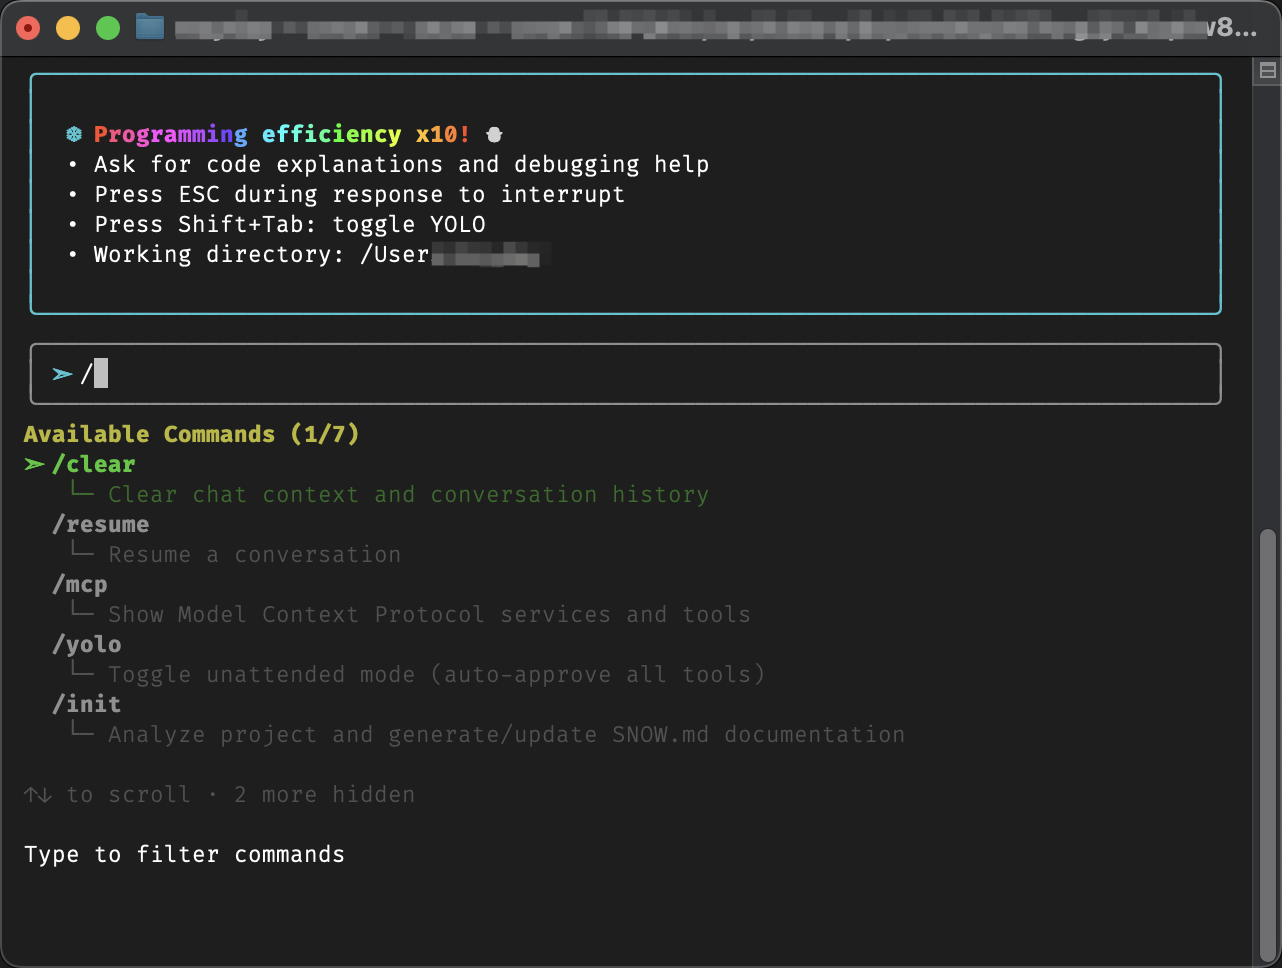 w8...
❄ Programming efficiency x10!
• Ask for code explanations and debugging help
• Press ESC during response to interrupt
• Press Shift+Tab: toggle YOLO
• Working directory: /User
➣ /
Available Commands (1/7)
➣ /clear
└─ Clear chat context and conversation history
/resume
└─ Resume a conversation
/mcp
└─ Show Model Context Protocol services and tools
/yolo
└─ Toggle unattended mode (auto-approve all tools)
/init
└─ Analyze project and generate/update SNOW.md documentation
↑↓ to scroll · 2 more hidden
Type to filter commands